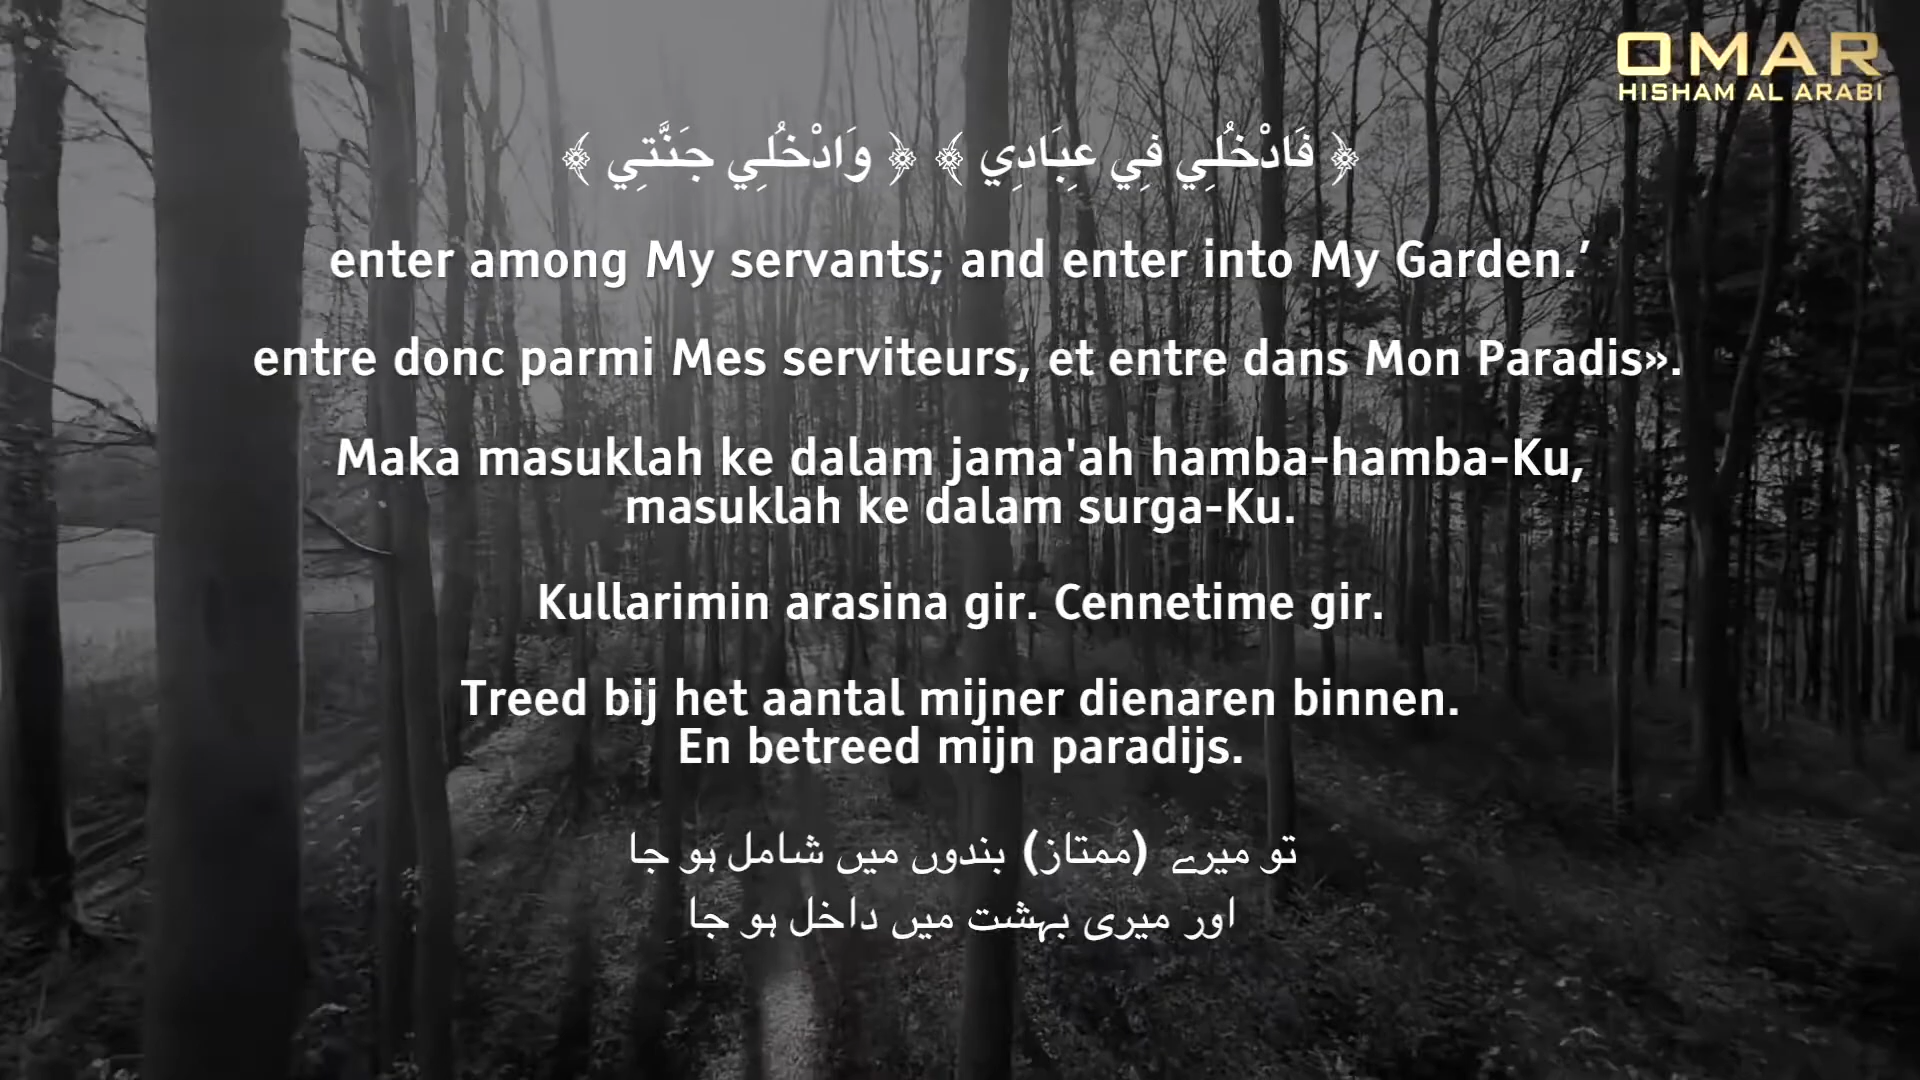 OMAR
HISHAM AL ARABI
﴿ فَادْخُلِي فِي عِبَادِي ﴾ ﴿ وَادْخُلِي جَنَّتِي ﴾
enter among My servants; and enter into My Garden.’
entre donc parmi Mes serviteurs, et entre dans Mon Paradis».
Maka masuklah ke dalam jama'ah hamba-hamba-Ku,
masuklah ke dalam surga-Ku.
Kullarimin arasina gir. Cennetime gir.
Treed bij het aantal mijner dienaren binnen.
En betreed mijn paradijs.
تو میرے (ممتاز) بندوں میں شامل ہو جا
اور میری بہشت میں داخل ہو جا